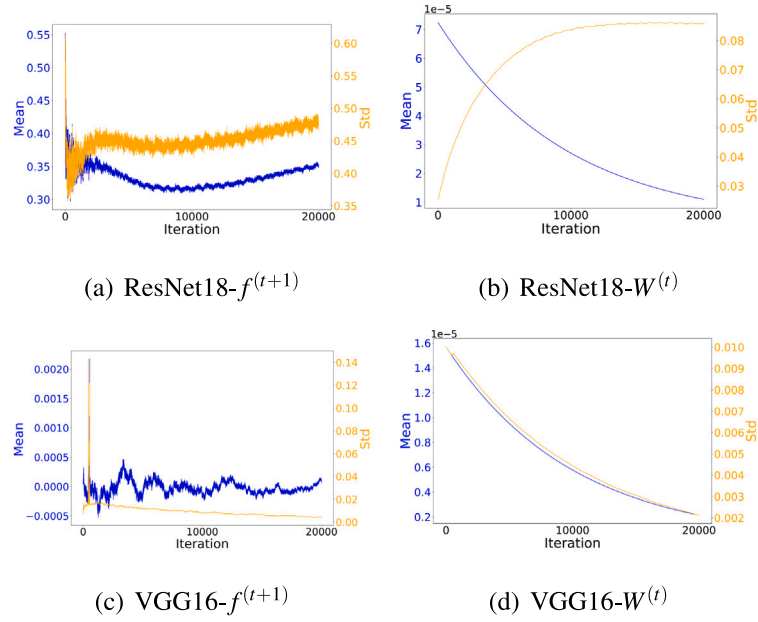 0.55
0.50
0.45
0.40
0.35
0.30
Mean
0.60
0.55
0.50
0.45
0.40
0.35
Std
0 10000 20000
Iteration
(a) ResNet18-f^(t+1)
1e−5
7
6
5
4
3
2
1
Mean
0.08
0.07
0.06
0.05
0.04
0.03
Std
0 10000 20000
Iteration
(b) ResNet18-W^(t)
0.0020
0.0015
0.0010
0.0005
0.0000
−0.0005
Mean
0.14
0.12
0.10
0.08
0.06
0.04
0.02
0.00
Std
0 10000 20000
Iteration
(c) VGG16-f^(t+1)
1e−5
1.6
1.4
1.2
1.0
0.8
0.6
0.4
0.2
Mean
0.010
0.009
0.008
0.007
0.006
0.005
0.004
0.003
0.002
Std
0 10000 20000
Iteration
(d) VGG16-W^(t)